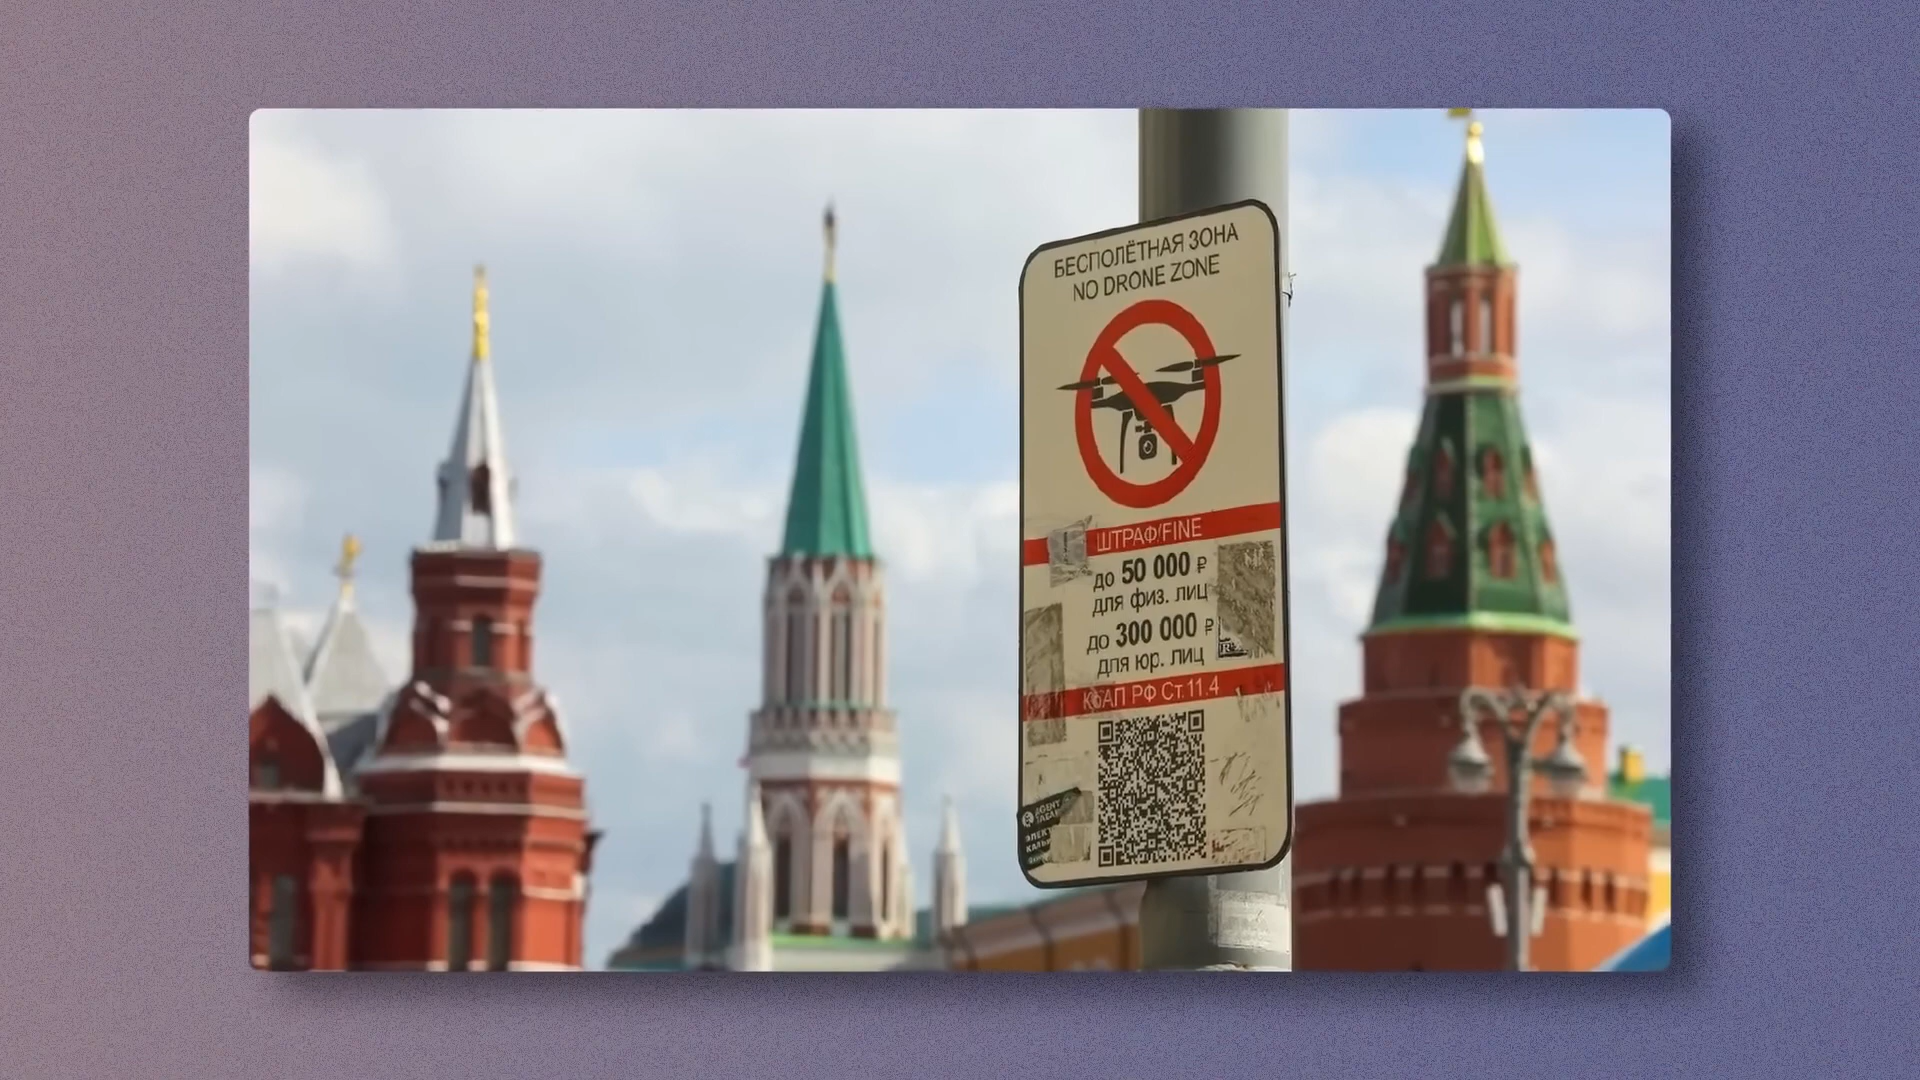 БЕСПОЛЁТНАЯ ЗОНА
NO DRONE ZONE
ШТРАФ/FINE
до 50 000 ₽
для физ. лиц
до 300 000 ₽
для юр. лиц
КоАП РФ Ст.11.4
AGENT